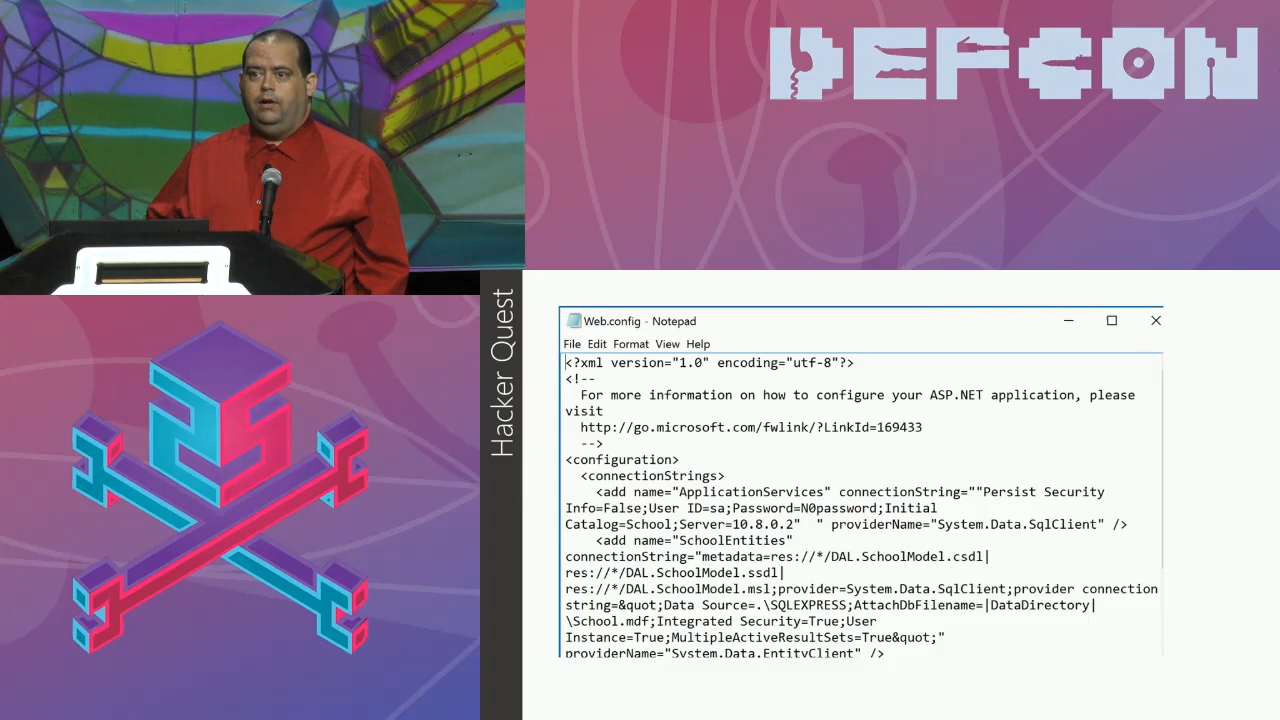 DEFCON
Hacker Quest
Web.config - Notepad
File Edit Format View Help
<?xml version="1.0" encoding="utf-8"?>
<!--
For more information on how to configure your ASP.NET application, please
visit
http://go.microsoft.com/fwlink/?LinkId=169433
-->
<configuration>
<connectionStrings>
<add name="ApplicationServices" connectionString=""Persist Security
Info=False;User ID=sa;Password=N0password;Initial
Catalog=School;Server=10.8.0.2"  " providerName="System.Data.SqlClient" />
<add name="SchoolEntities"
connectionString="metadata=res://*/DAL.SchoolModel.csdl|
res://*/DAL.SchoolModel.ssdl|
res://*/DAL.SchoolModel.msl;provider=System.Data.SqlClient;provider connection
string=&quot;Data Source=.\SQLEXPRESS;AttachDbFilename=|DataDirectory|
\School.mdf;Integrated Security=True;User
Instance=True;MultipleActiveResultSets=True&quot;"
providerName="System.Data.EntityClient" />